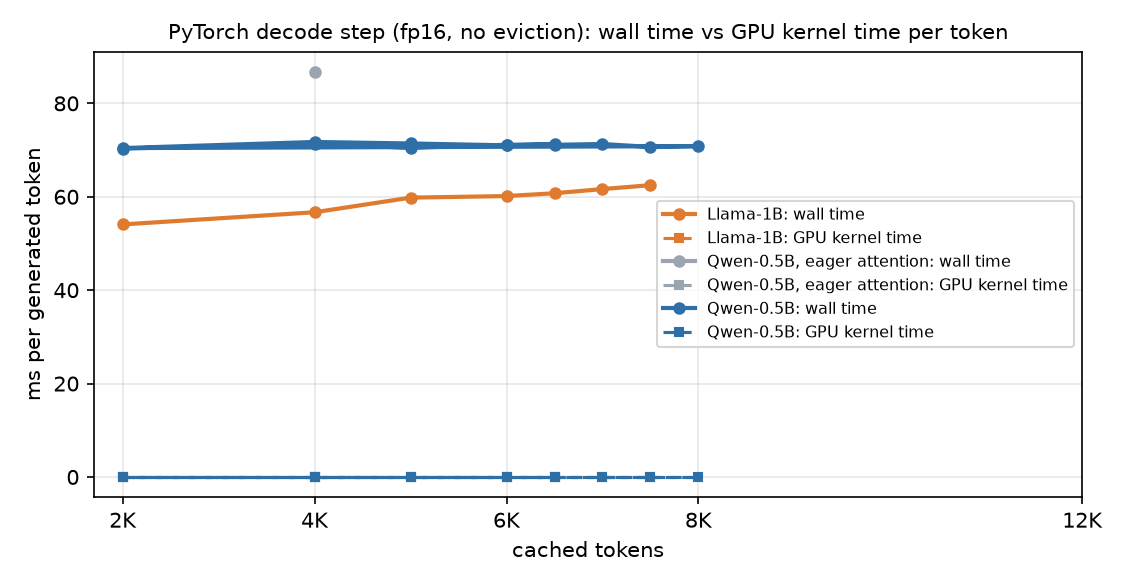 PyTorch decode step (fp16, no eviction): wall time vs GPU kernel time per token
ms per generated token
80
60
40
20
0
Llama-1B: wall time
Llama-1B: GPU kernel time
Qwen-0.5B, eager attention: wall time
Qwen-0.5B, eager attention: GPU kernel time
Qwen-0.5B: wall time
Qwen-0.5B: GPU kernel time
2K
4K
6K
8K
12K
cached tokens